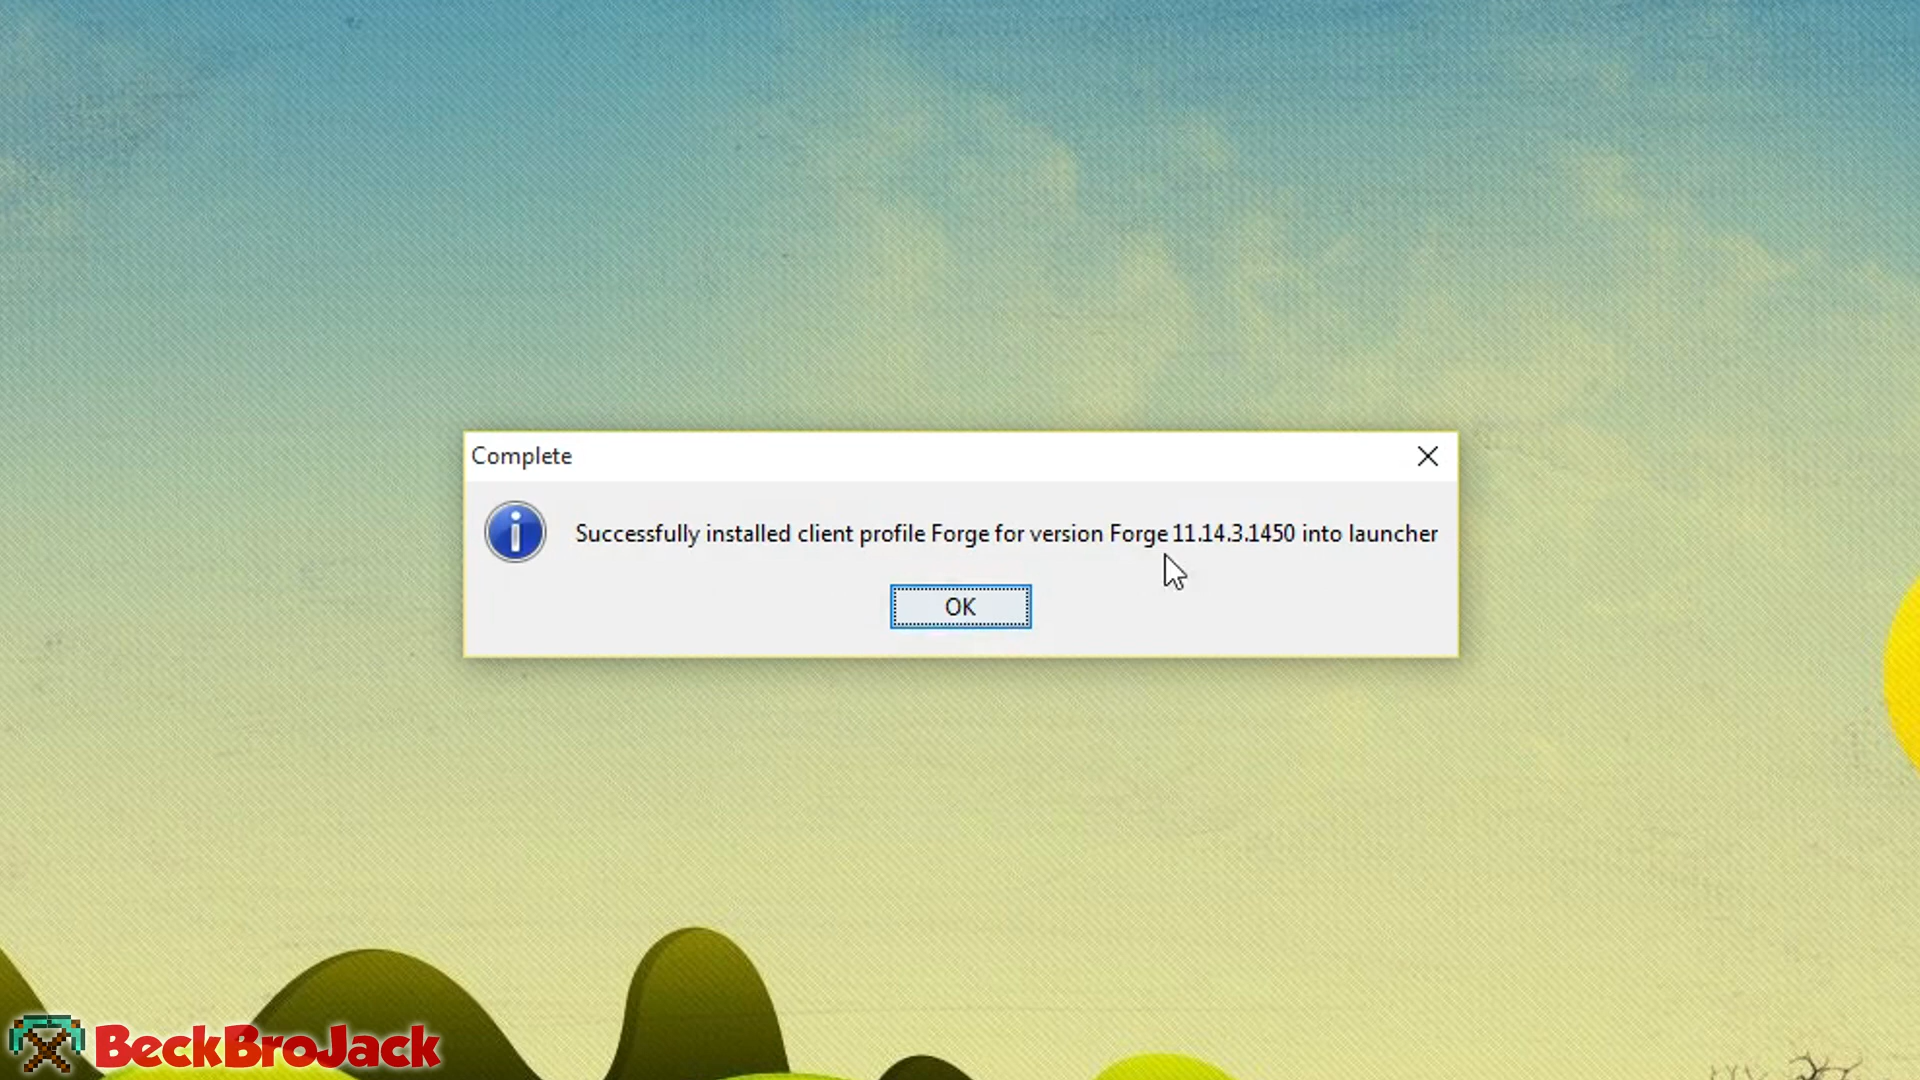 Complete
Successfully installed client profile Forge for version Forge 11.14.3.1450 into launcher
OK
BeckBroJack